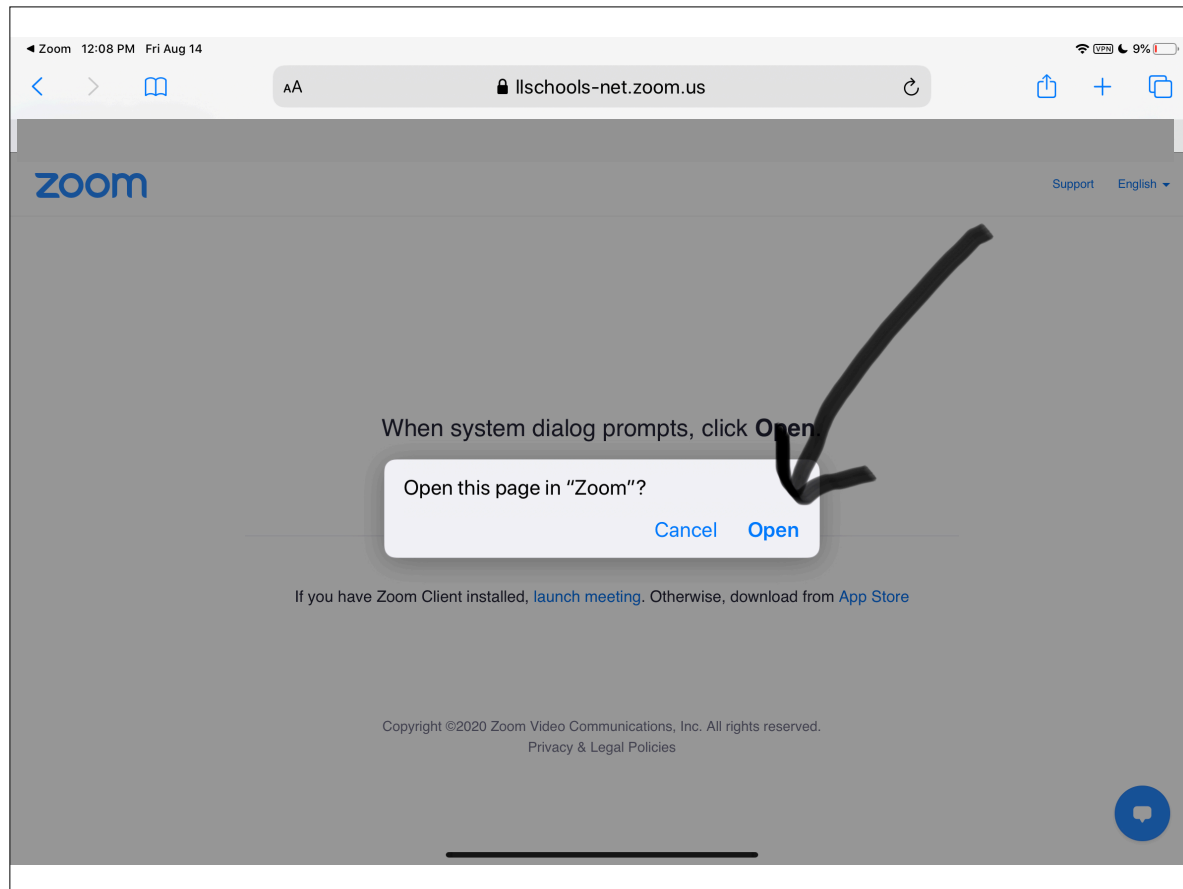 ◀ Zoom 12:08 PM Fri Aug 14 VPN 9%
AA llschools-net.zoom.us
zoom Support English
When system dialog prompts, click Open.
Open this page in “Zoom”?
Cancel Open
If you have Zoom Client installed, launch meeting. Otherwise, download from App Store
Copyright ©2020 Zoom Video Communications, Inc. All rights reserved.
Privacy & Legal Policies